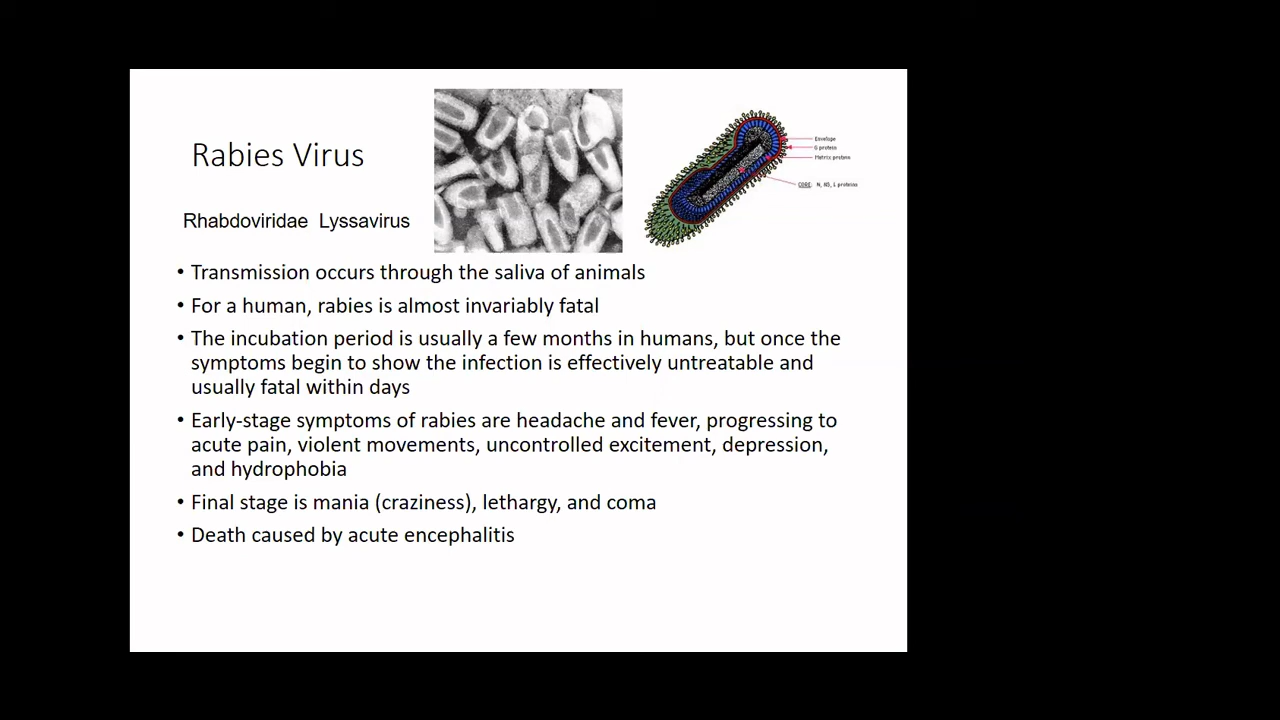 Rabies Virus
Rhabdoviridae Lyssavirus
Envelope
G protein
Matrix protein
CORE: N, NS, L proteins
• Transmission occurs through the saliva of animals
• For a human, rabies is almost invariably fatal
• The incubation period is usually a few months in humans, but once the
symptoms begin to show the infection is effectively untreatable and
usually fatal within days
• Early-stage symptoms of rabies are headache and fever, progressing to
acute pain, violent movements, uncontrolled excitement, depression,
and hydrophobia
• Final stage is mania (craziness), lethargy, and coma
• Death caused by acute encephalitis